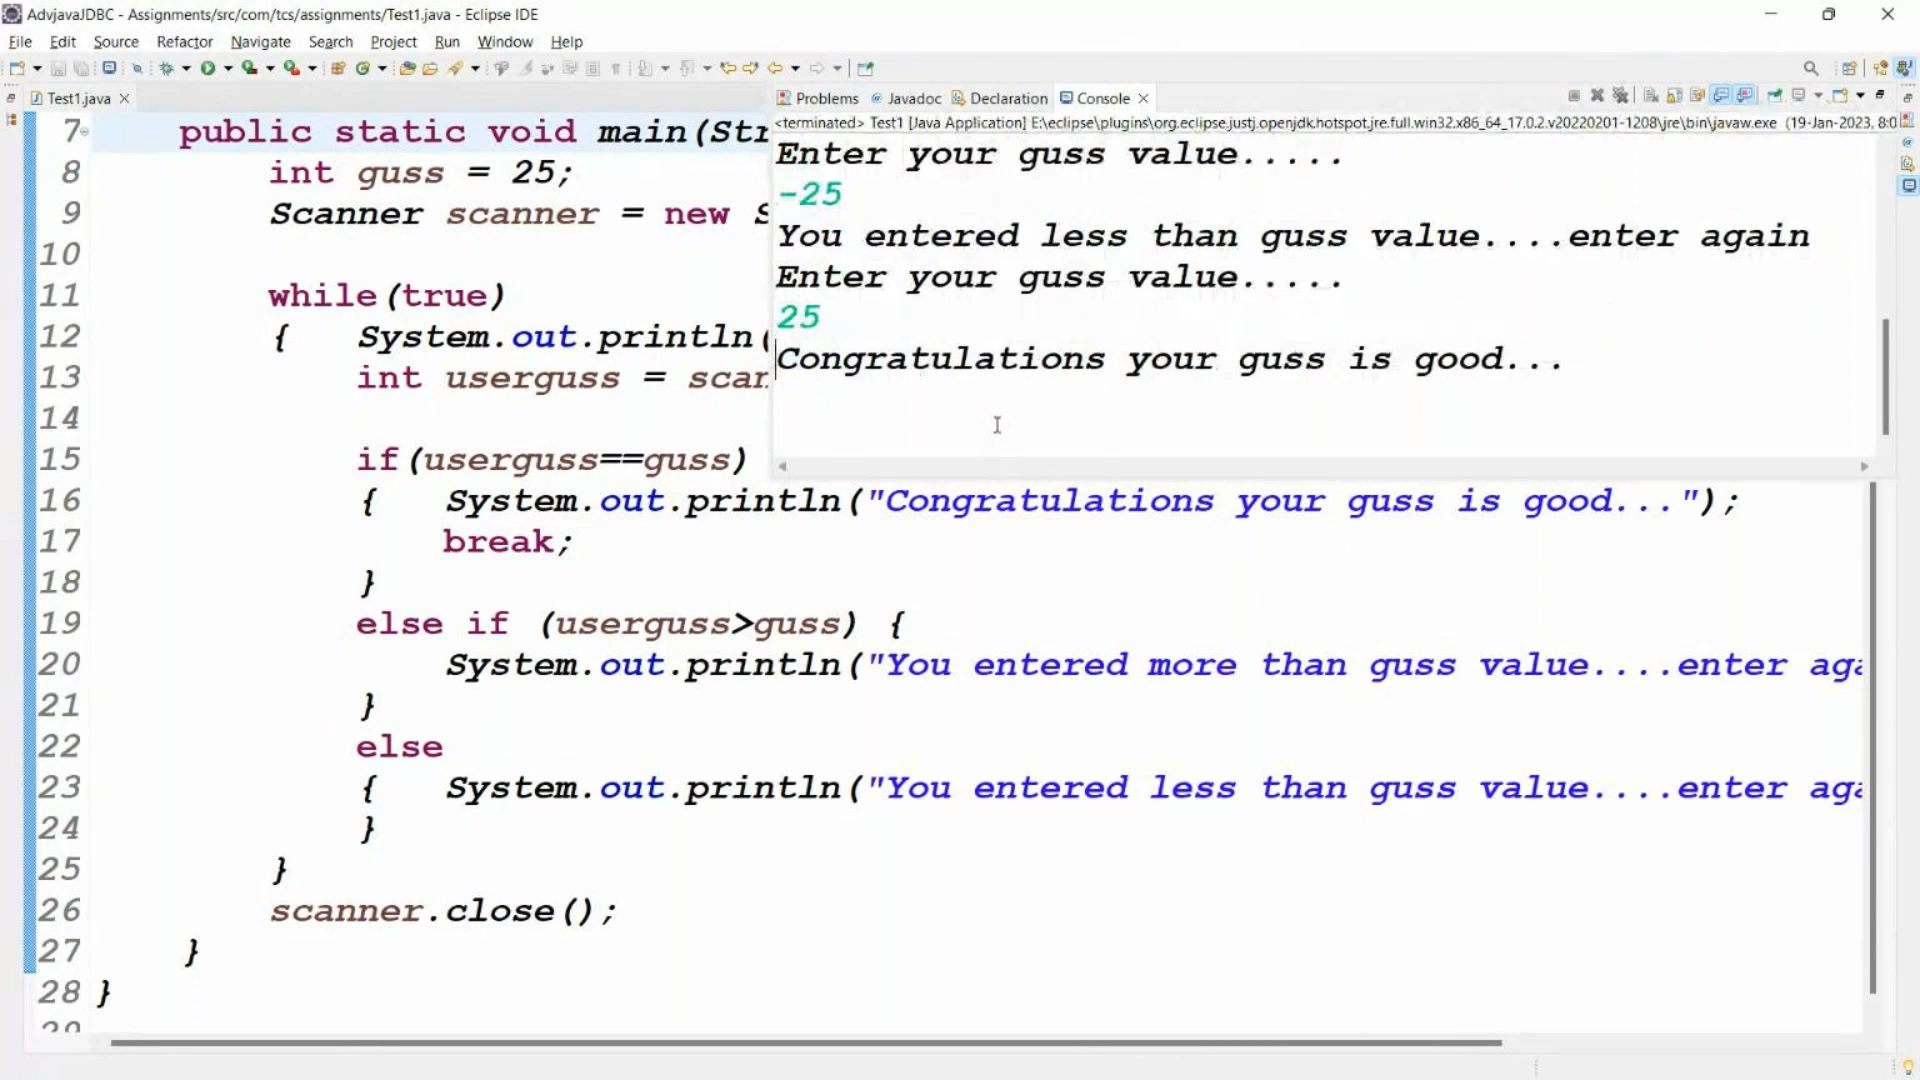 AdvjavaJDBC - Assignments/src/com/tcs/assignments/Test1.java - Eclipse IDE
File Edit Source Refactor Navigate Search Project Run Window Help
Test1.java
Problems Javadoc Declaration Console
<terminated> Test1 [Java Application] E:\eclipse\plugins\org.eclipse.justj.openjdk.hotspot.jre.full.win32.x86_64_17.0.2.v20220201-1208\jre\bin\javaw.exe (19-Jan-2023, 8:0
Enter your guss value.....
-25
You entered less than guss value....enter again
Enter your guss value.....
25
Congratulations your guss is good...
7 public static void main(Str
8 int guss = 25;
9 Scanner scanner = new S
10
11 while(true)
12 { System.out.println(
13 int userguss = scan
14
15 if(userguss==guss)
16 { System.out.println("Congratulations your guss is good...");
17 break;
18 }
19 else if (userguss>guss) {
20 System.out.println("You entered more than guss value....enter aga
21 }
22 else
23 { System.out.println("You entered less than guss value....enter aga
24 }
25 }
26 scanner.close();
27 }
28 }
29